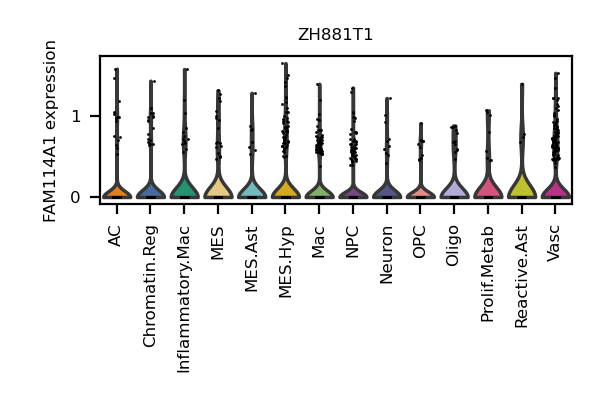 ZH881T1
FAM114A1 expression
1
0
AC
Chromatin.Reg
Inflammatory.Mac
MES
MES.Ast
MES.Hyp
Mac
NPC
Neuron
OPC
Oligo
Prolif.Metab
Reactive.Ast
Vasc